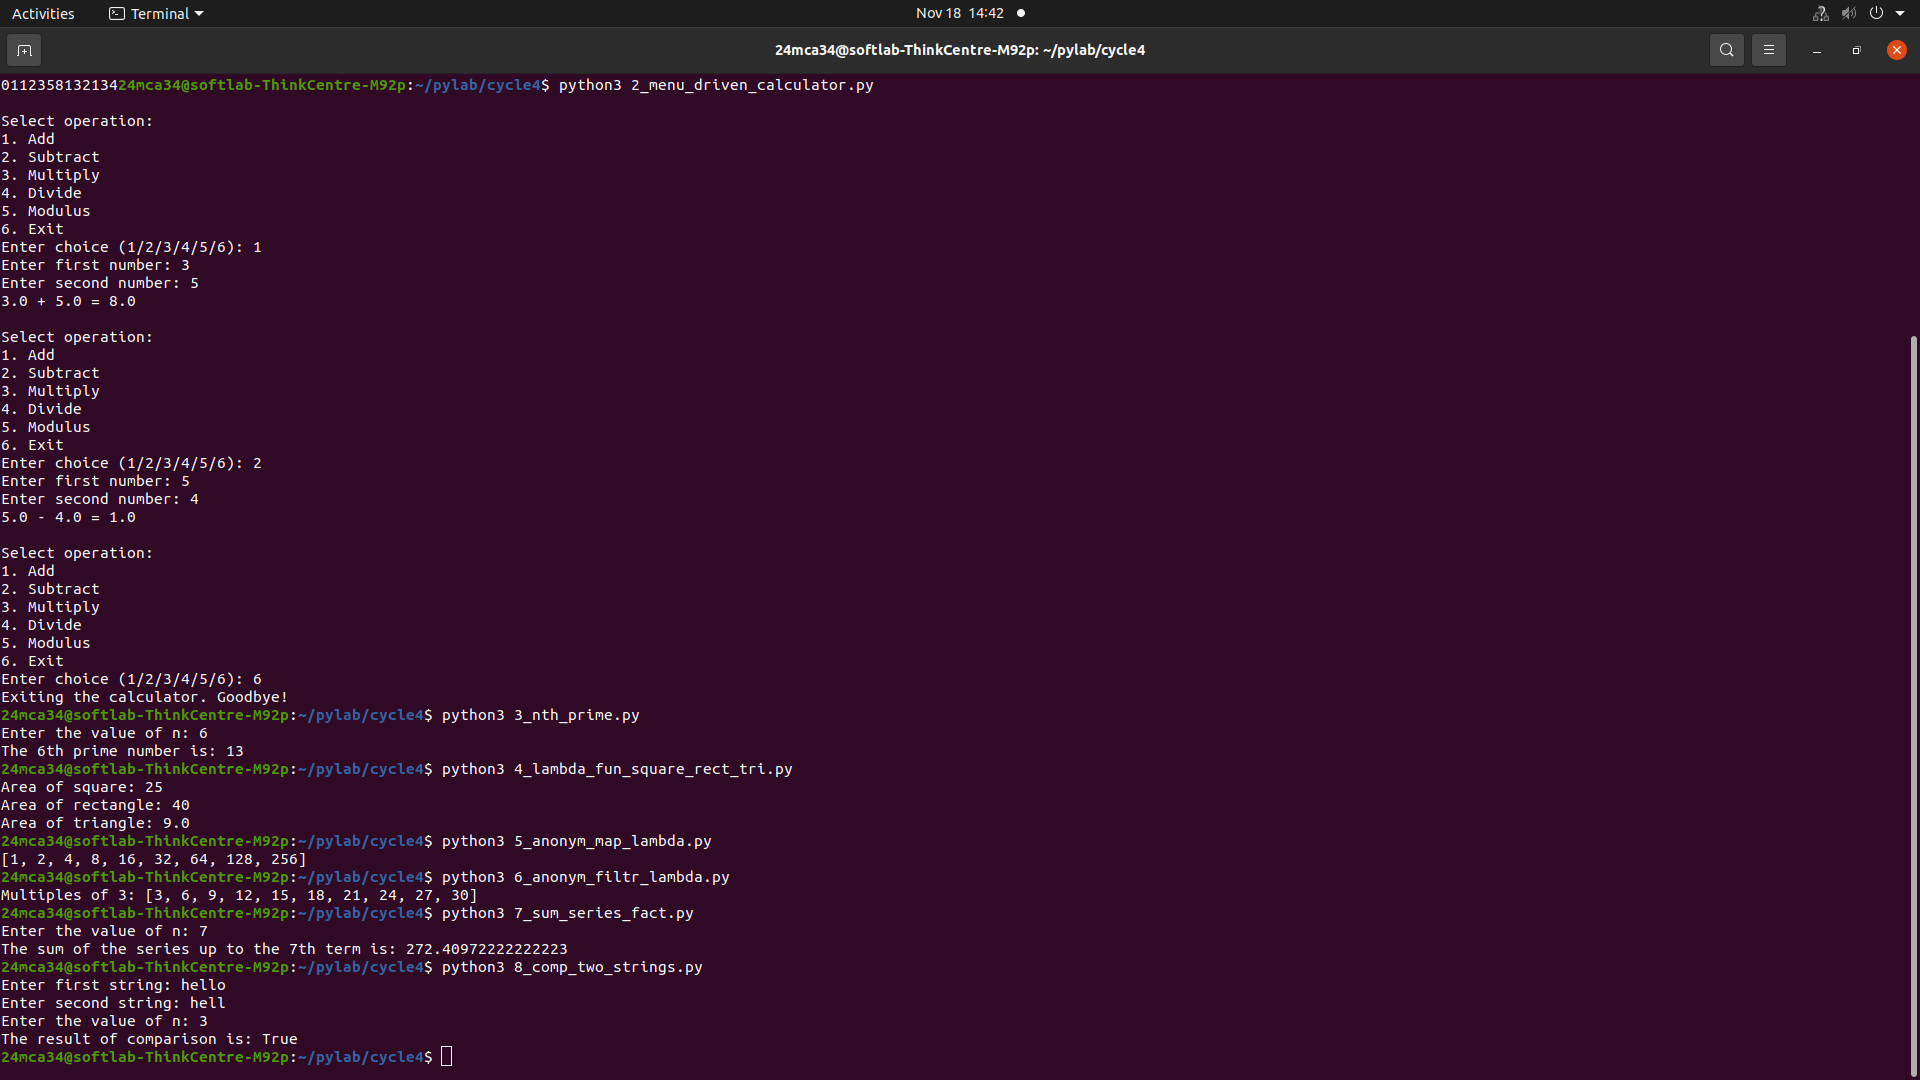 Activities Terminal Nov 18 14:42
24mca34@softlab-ThinkCentre-M92p: ~/pylab/cycle4
011235813213424mca34@softlab-ThinkCentre-M92p:~/pylab/cycle4$ python3 2_menu_driven_calculator.py
Select operation:
1. Add
2. Subtract
3. Multiply
4. Divide
5. Modulus
6. Exit
Enter choice (1/2/3/4/5/6): 1
Enter first number: 3
Enter second number: 5
3.0 + 5.0 = 8.0
Select operation:
1. Add
2. Subtract
3. Multiply
4. Divide
5. Modulus
6. Exit
Enter choice (1/2/3/4/5/6): 2
Enter first number: 5
Enter second number: 4
5.0 - 4.0 = 1.0
Select operation:
1. Add
2. Subtract
3. Multiply
4. Divide
5. Modulus
6. Exit
Enter choice (1/2/3/4/5/6): 6
Exiting the calculator. Goodbye!
24mca34@softlab-ThinkCentre-M92p:~/pylab/cycle4$ python3 3_nth_prime.py
Enter the value of n: 6
The 6th prime number is: 13
24mca34@softlab-ThinkCentre-M92p:~/pylab/cycle4$ python3 4_lambda_fun_square_rect_tri.py
Area of square: 25
Area of rectangle: 40
Area of triangle: 9.0
24mca34@softlab-ThinkCentre-M92p:~/pylab/cycle4$ python3 5_anonym_map_lambda.py
[1, 2, 4, 8, 16, 32, 64, 128, 256]
24mca34@softlab-ThinkCentre-M92p:~/pylab/cycle4$ python3 6_anonym_filtr_lambda.py
Multiples of 3: [3, 6, 9, 12, 15, 18, 21, 24, 27, 30]
24mca34@softlab-ThinkCentre-M92p:~/pylab/cycle4$ python3 7_sum_series_fact.py
Enter the value of n: 7
The sum of the series up to the 7th term is: 272.40972222222223
24mca34@softlab-ThinkCentre-M92p:~/pylab/cycle4$ python3 8_comp_two_strings.py
Enter first string: hello
Enter second string: hell
Enter the value of n: 3
The result of comparison is: True
24mca34@softlab-ThinkCentre-M92p:~/pylab/cycle4$